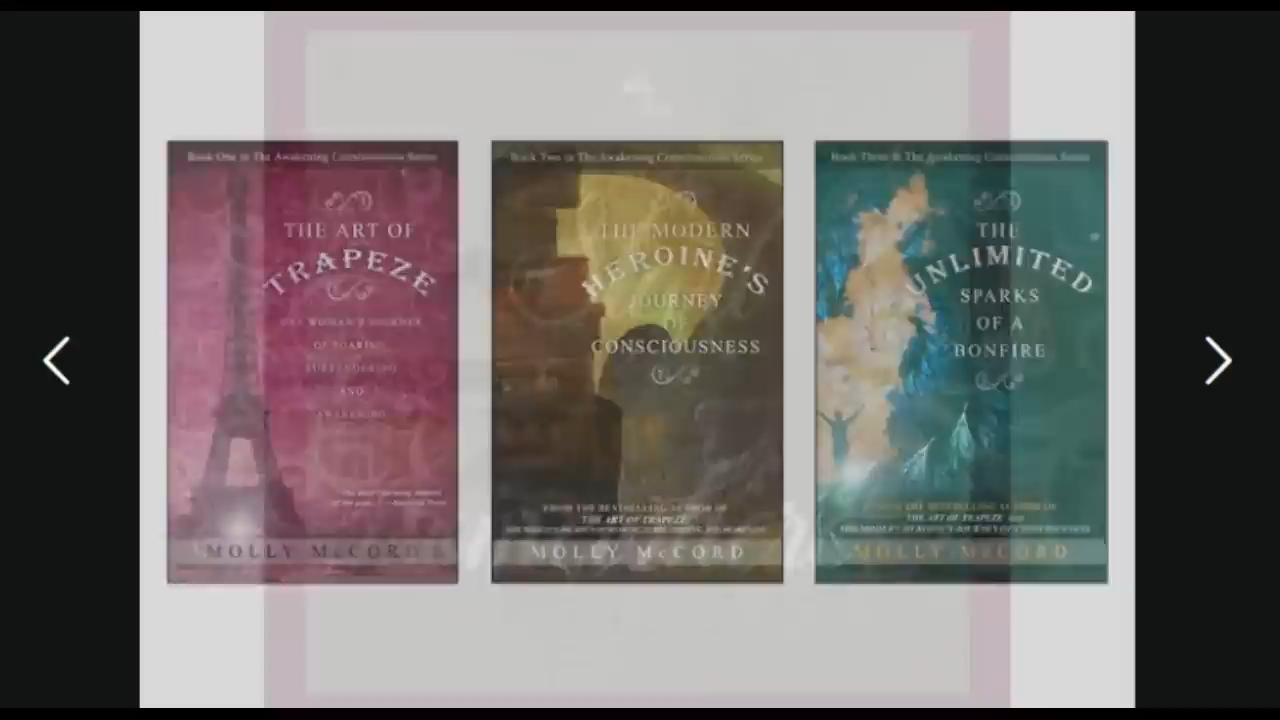 Book One in The Awakening Consciousness Series
THE ART OF
TRAPEZE
ONE WOMAN'S JOURNEY
OF SOARING,
SURRENDERING
AND
AWAKENING
MOLLY McCORD
Book Two in The Awakening Consciousness Series
THE MODERN
HEROINE'S
JOURNEY
OF
CONSCIOUSNESS
FROM THE BESTSELLING AUTHOR OF
THE ART OF TRAPEZE
MOLLY McCORD
Book Three in The Awakening Consciousness Series
THE
UNLIMITED
SPARKS
OF A
BONFIRE
FROM THE BESTSELLING AUTHOR OF
THE ART OF TRAPEZE
MOLLY McCORD